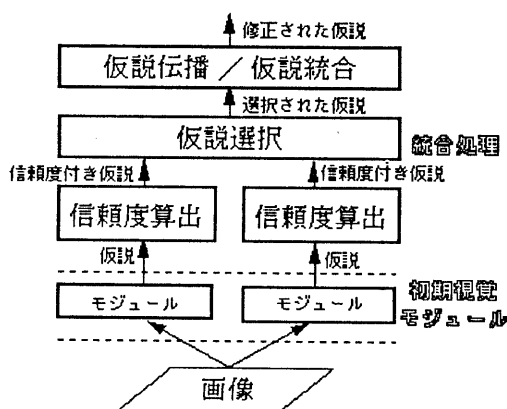 修正された仮説
仮説伝播／仮説統合
選択された仮説
仮説選択
統合処理
信頼度付き仮説
信頼度付き仮説
信頼度算出
信頼度算出
仮説
仮説
初期視覚
モジュール
モジュール
モジュール
画像